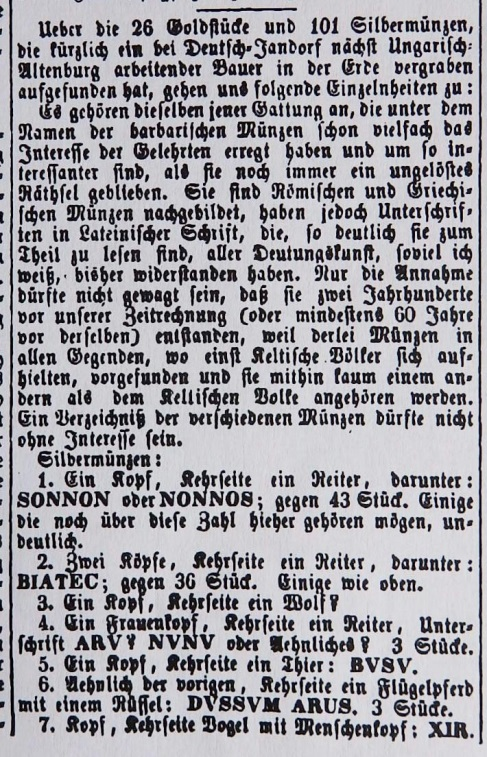 Ueber die 26 Goldstücke und 101 Silbermünzen,
die kürzlich ein bei Deutsch-Jandorf nächst Ungarisch-
Altenburg arbeitender Bauer in der Erde vergraben
aufgefunden hat, gehen uns folgende Einzelnheiten zu:
Es gehören dieselben jener Gattung an, die unter dem
Namen der barbarischen Münzen schon vielfach das
Interesse der Gelehrten erregt haben und um so in-
teressanter sind, als sie noch immer ein ungelöstes
Räthsel geblieben. Sie sind Römischen und Griechi-
schen Münzen nachgebildet, haben jedoch Unterschrif-
ten in Lateinischer Schrift, die, so deutlich sie zum
Theil zu lesen sind, aller Deutungskunst, soviel ich
weiß, bisher widerstanden haben. Nur die Annahme
dürfte nicht gewagt sein, daß sie zwei Jahrhunderte
vor unserer Zeitrechnung (oder mindestens 60 Jahre
vor derselben) entstanden, weil derlei Münzen in
allen Gegenden, wo einst Keltische Völker sich auf-
hielten, vorgefunden und sie mithin kaum einem an-
dern als dem Keltischen Volke angehören werden.
Ein Verzeichniß der verschiedenen Münzen dürfte nicht
ohne Interesse sein.
Silbermünzen:
1. Ein Kopf, Kehrseite ein Reiter, darunter:
SONNON oder NONNOS; gegen 43 Stück. Einige
die noch über diese Zahl hieher gehören mögen, un-
deutlich.
2. Zwei Köpfe, Kehrseite ein Reiter, darunter:
BIATEC; gegen 36 Stück. Einige wie oben.
3. Ein Kopf, Kehrseite ein Wolf?
4. Ein Frauenkopf, Kehrseite ein Reiter, Unter-
schrift ARV? NVNV oder Aehnliches? 3 Stücke.
5. Ein Kopf, Kehrseite ein Thier: BVSV.
6. Aehnlich der vorigen, Kehrseite ein Flügelpferd
mit einem Rüssel: DVSSVM ARUS. 3 Stücke.
7. Kopf, Kehrseite Vogel mit Menschenkopf: XIR.